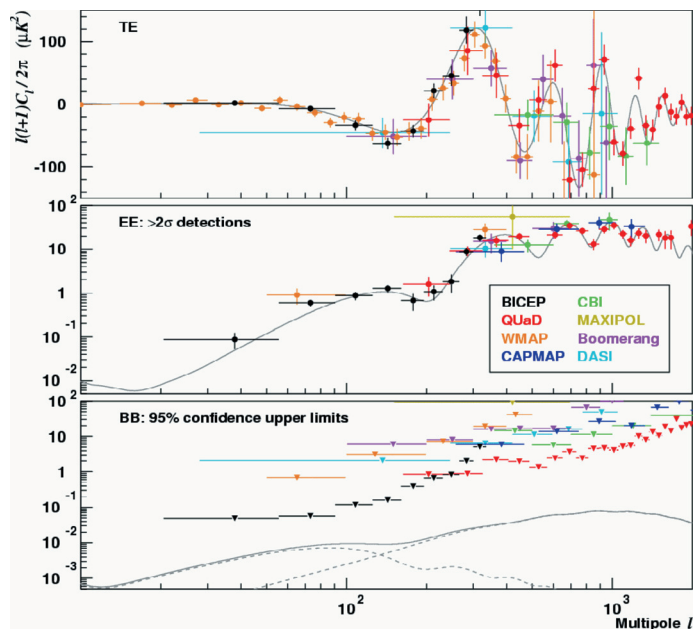 TE
l(l+1)C_l/2π (μK²)
100
0
-100
10²
EE: >2σ detections
10
1
10⁻¹
10⁻²
10²
BICEP CBI
QUaD MAXIPOL
WMAP Boomerang
CAPMAP DASI
10²
BB: 95% confidence upper limits
10
1
10⁻¹
10⁻²
10⁻³
10² 10³
Multipole l